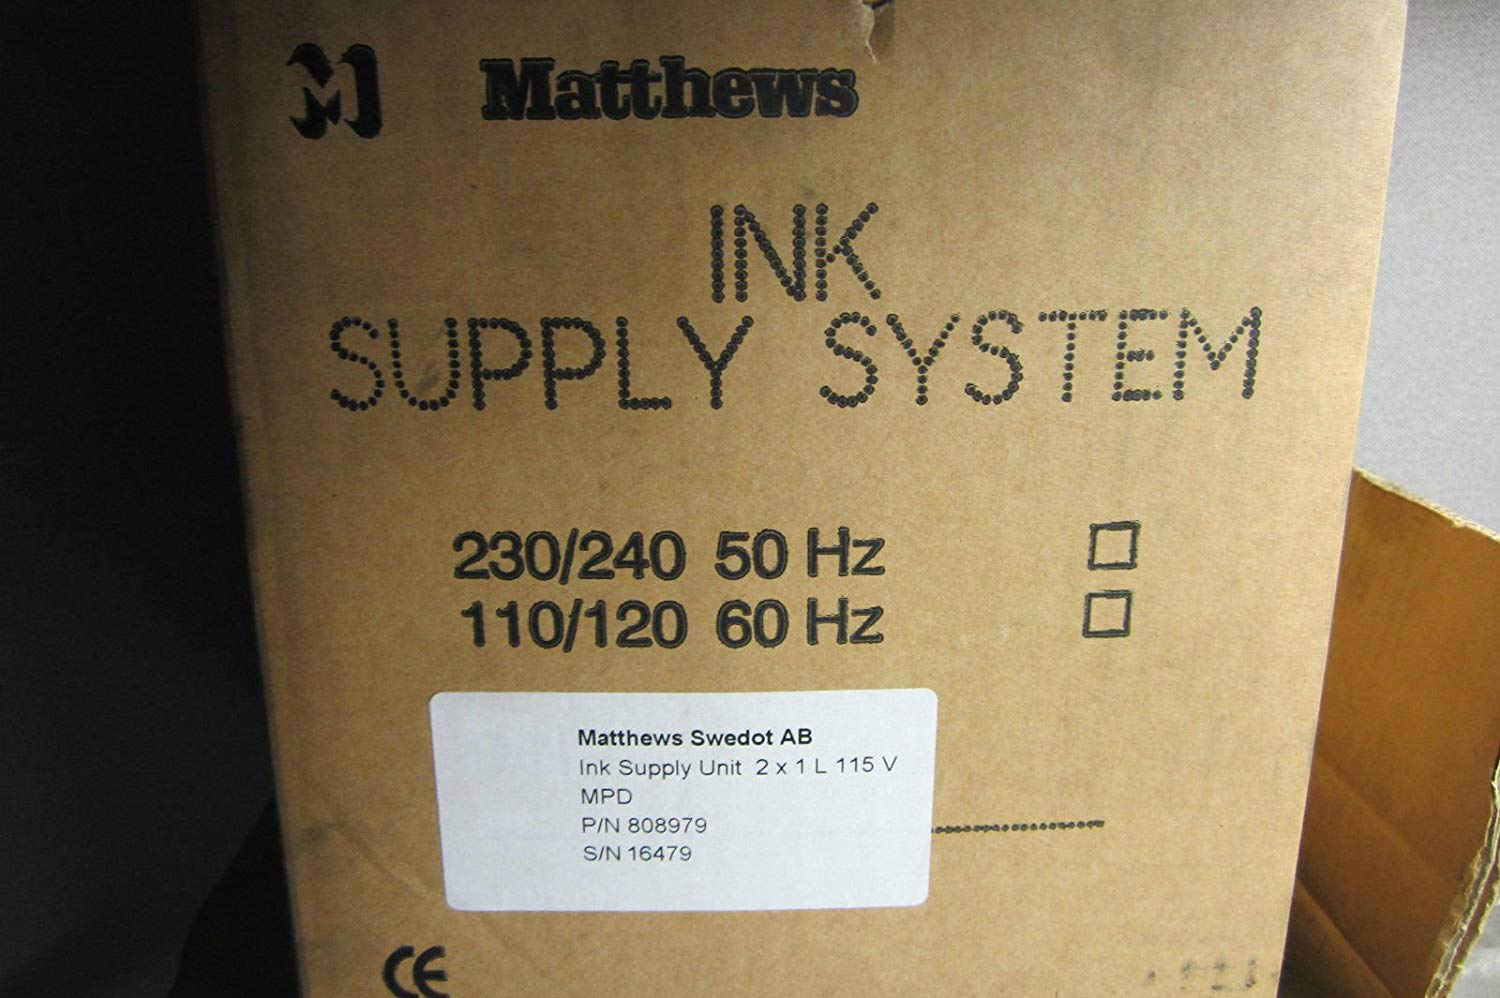 Matthews
INK
SUPPLY SYSTEM
230/240 50 Hz
110/120 60 Hz
Matthews Swedot AB
Ink Supply Unit 2 x 1 L 115 V
MPD
P/N 808979
S/N 16479
CE